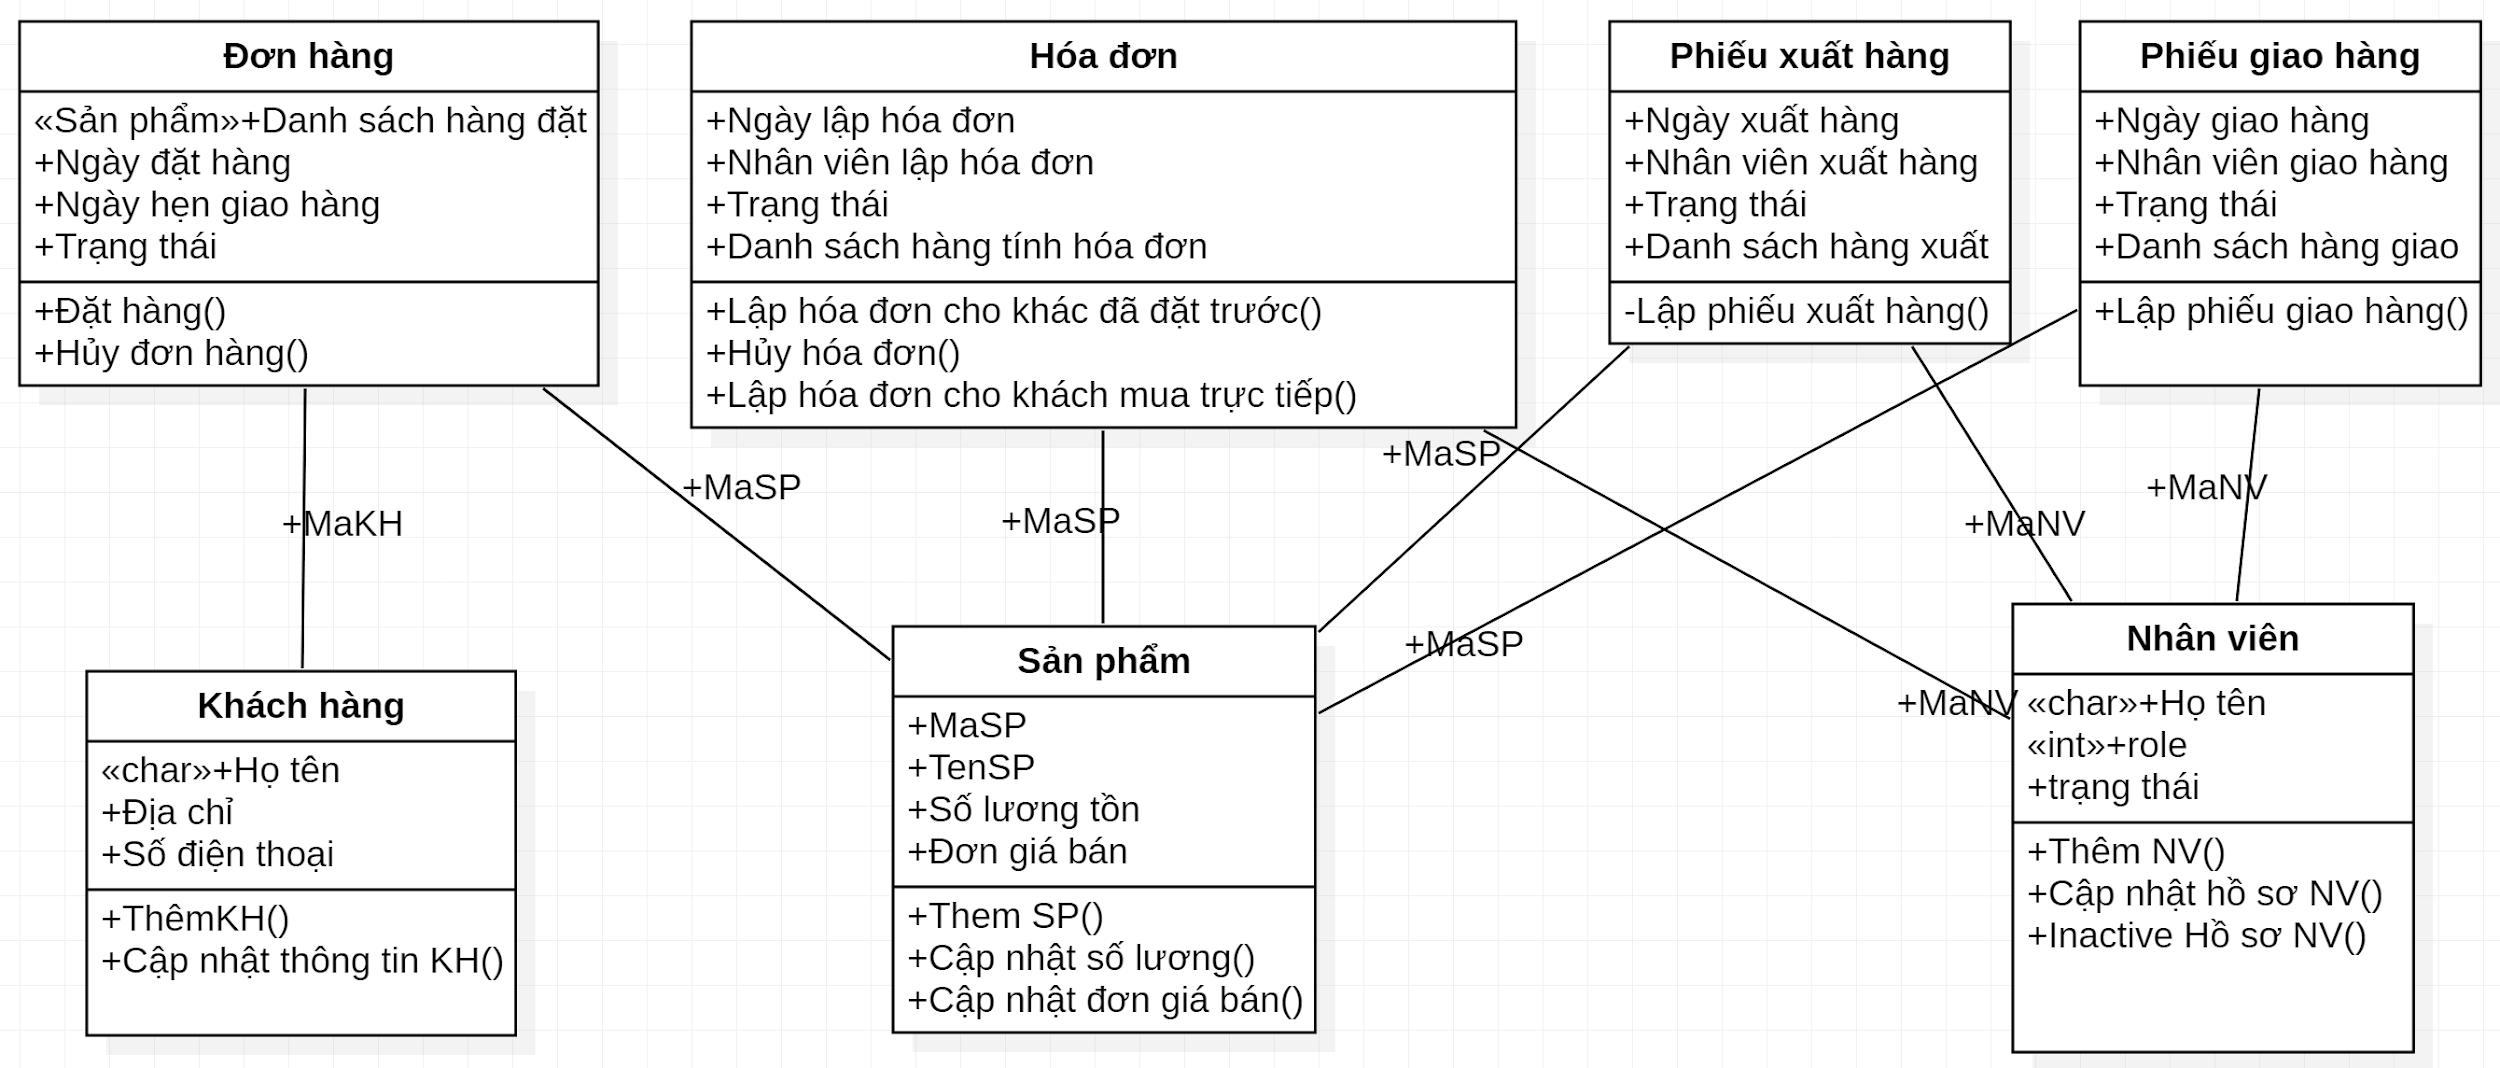 Đơn hàng
«Sản phẩm»+Danh sách hàng đặt
+Ngày đặt hàng
+Ngày hẹn giao hàng
+Trạng thái
+Đặt hàng()
+Hủy đơn hàng()
Hóa đơn
+Ngày lập hóa đơn
+Nhân viên lập hóa đơn
+Trạng thái
+Danh sách hàng tính hóa đơn
+Lập hóa đơn cho khác đã đặt trước()
+Hủy hóa đơn()
+Lập hóa đơn cho khách mua trực tiếp()
Phiếu xuất hàng
+Ngày xuất hàng
+Nhân viên xuất hàng
+Trạng thái
+Danh sách hàng xuất
-Lập phiếu xuất hàng()
Phiếu giao hàng
+Ngày giao hàng
+Nhân viên giao hàng
+Trạng thái
+Danh sách hàng giao
+Lập phiếu giao hàng()
+MaKH
+MaSP
+MaSP
+MaSP
+MaSP
+MaNV
+MaNV
+MaNV
Khách hàng
«char»+Họ tên
+Địa chỉ
+Số điện thoại
+ThêmKH()
+Cập nhật thông tin KH()
Sản phẩm
+MaSP
+TenSP
+Số lương tồn
+Đơn giá bán
+Them SP()
+Cập nhật số lương()
+Cập nhật đơn giá bán()
Nhân viên
«char»+Họ tên
«int»+role
+trạng thái
+Thêm NV()
+Cập nhật hồ sơ NV()
+Inactive Hồ sơ NV()